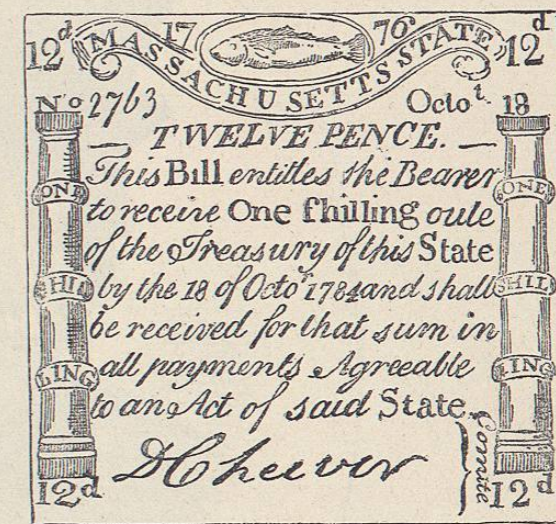 12d 17 76 12d
MASSACHUSETTS STATE
No 2763 Octot. 18
TWELVE PENCE.
This Bill entitles the Bearer
to receive One ſhilling oute
of the Treasury of this State
by the 18 of Octor 1784 and shall
be received for that sum in
all payments Agreeable
to an Act of said State.
ONE SHIL LING
ONE SHIL LING
D Cheever
Comite
12d 12d